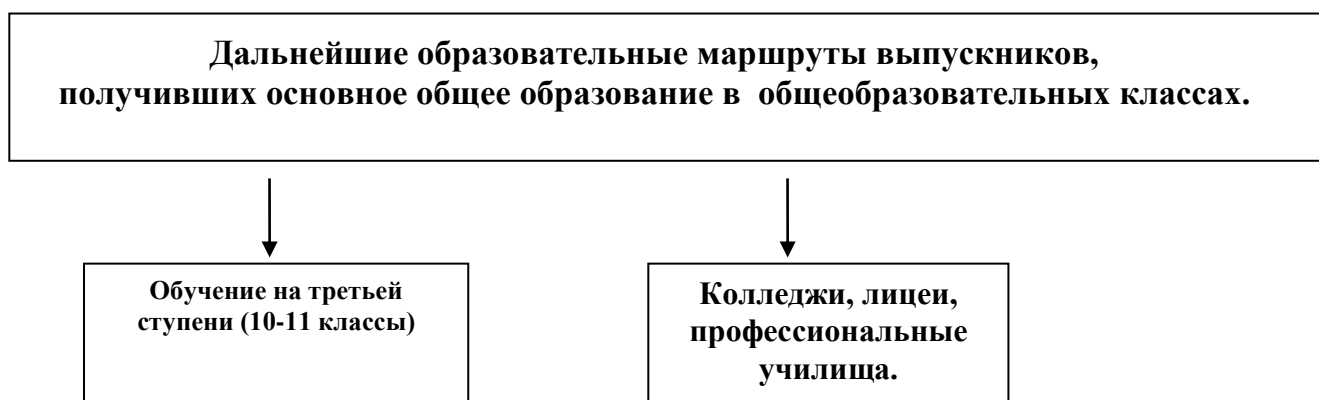 Дальнейшие образовательные маршруты выпускников,
получивших основное общее образование в общеобразовательных классах.
Обучение на третьей
ступени (10-11 классы)
Колледжи, лицеи,
профессиональные
училища.